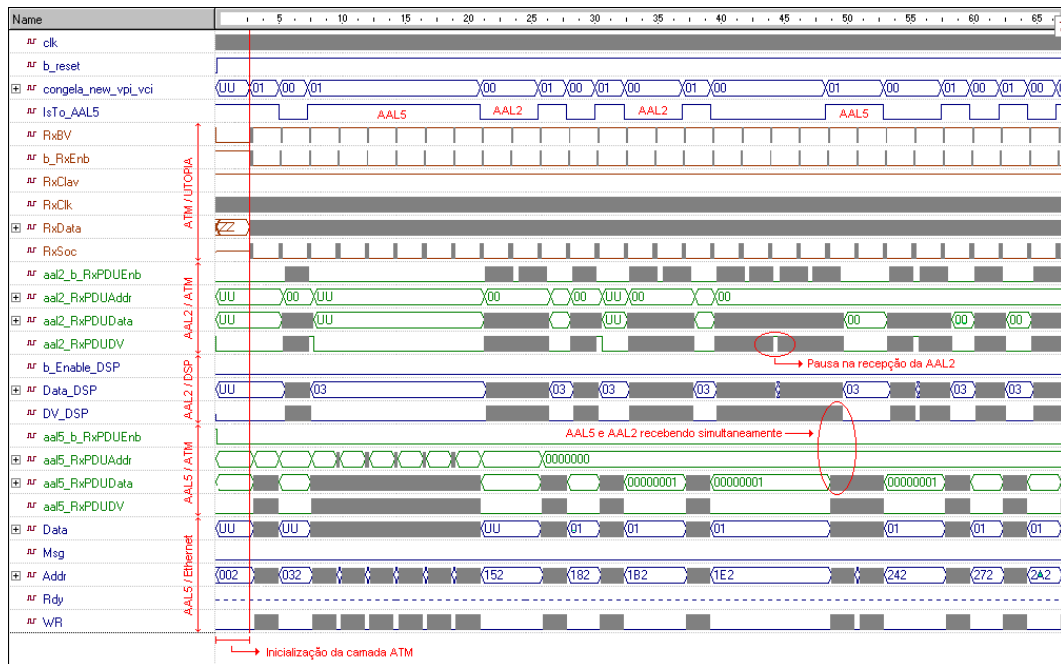 Name 5 10 15 20 25 30 35 40 45 50 55 60 65
clk
b_reset
congela_new_vpi_vci UU 01 00 01 00 01 00 01 00 01 00 01 00 01 00 01 00
IsTo_AAL5 AAL5 AAL2 AAL2 AAL5
ATM / UTOPIA
RxBV
b_RxEnb
RxClav
RxClk
RxData ZZ
RxSoc
AAL2 / ATM
aal2_b_RxPDUEnb
aal2_RxPDUAddr UU 00 UU 00 00 UU 00 00
aal2_RxPDUData UU UU UU 00 00 00
aal2_RxPDUDV
Pausa na recepção da AAL2
AAL2 / DSP
b_Enable_DSP
Data_DSP UU 03 03 03 03 03 03 03
DV_DSP
AAL5 e AAL2 recebendo simultaneamente
AAL5 / ATM
aal5_b_RxPDUEnb
aal5_RxPDUAddr 0000000
aal5_RxPDUData 00000001 00000001 00000001
aal5_RxPDUDV
AAL5 / Ethernet
Data UU UU UU 01 01 01 01 01 01
Msg
Addr 002 032 152 182 1B2 1E2 242 272 2A2
Rdy
WR
Inicialização da camada ATM